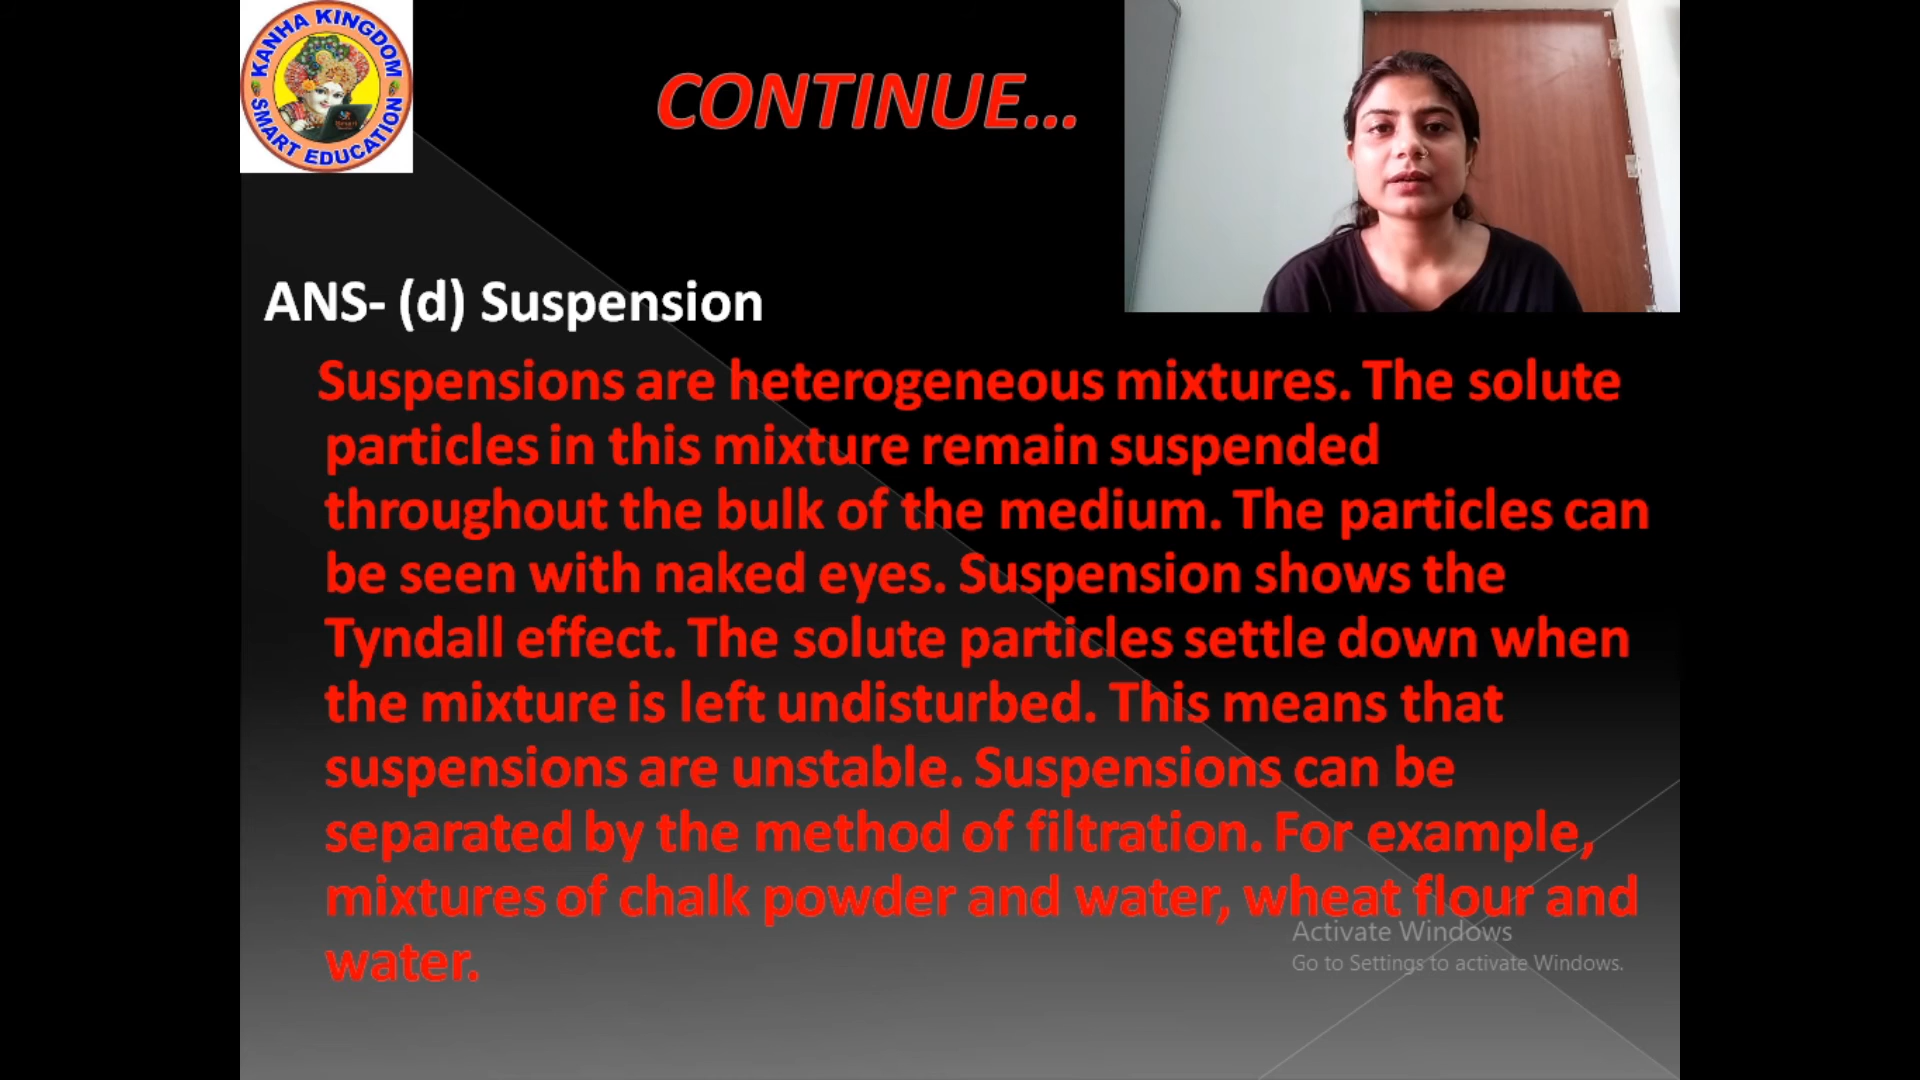 KANHA KINGDOM
SMART EDUCATION
CONTINUE...
ANS- (d) Suspension
Suspensions are heterogeneous mixtures. The solute
particles in this mixture remain suspended
throughout the bulk of the medium. The particles can
be seen with naked eyes. Suspension shows the
Tyndall effect. The solute particles settle down when
the mixture is left undisturbed. This means that
suspensions are unstable. Suspensions can be
separated by the method of filtration. For example,
mixtures of chalk powder and water, wheat flour and
water.
Activate Windows
Go to Settings to activate Windows.